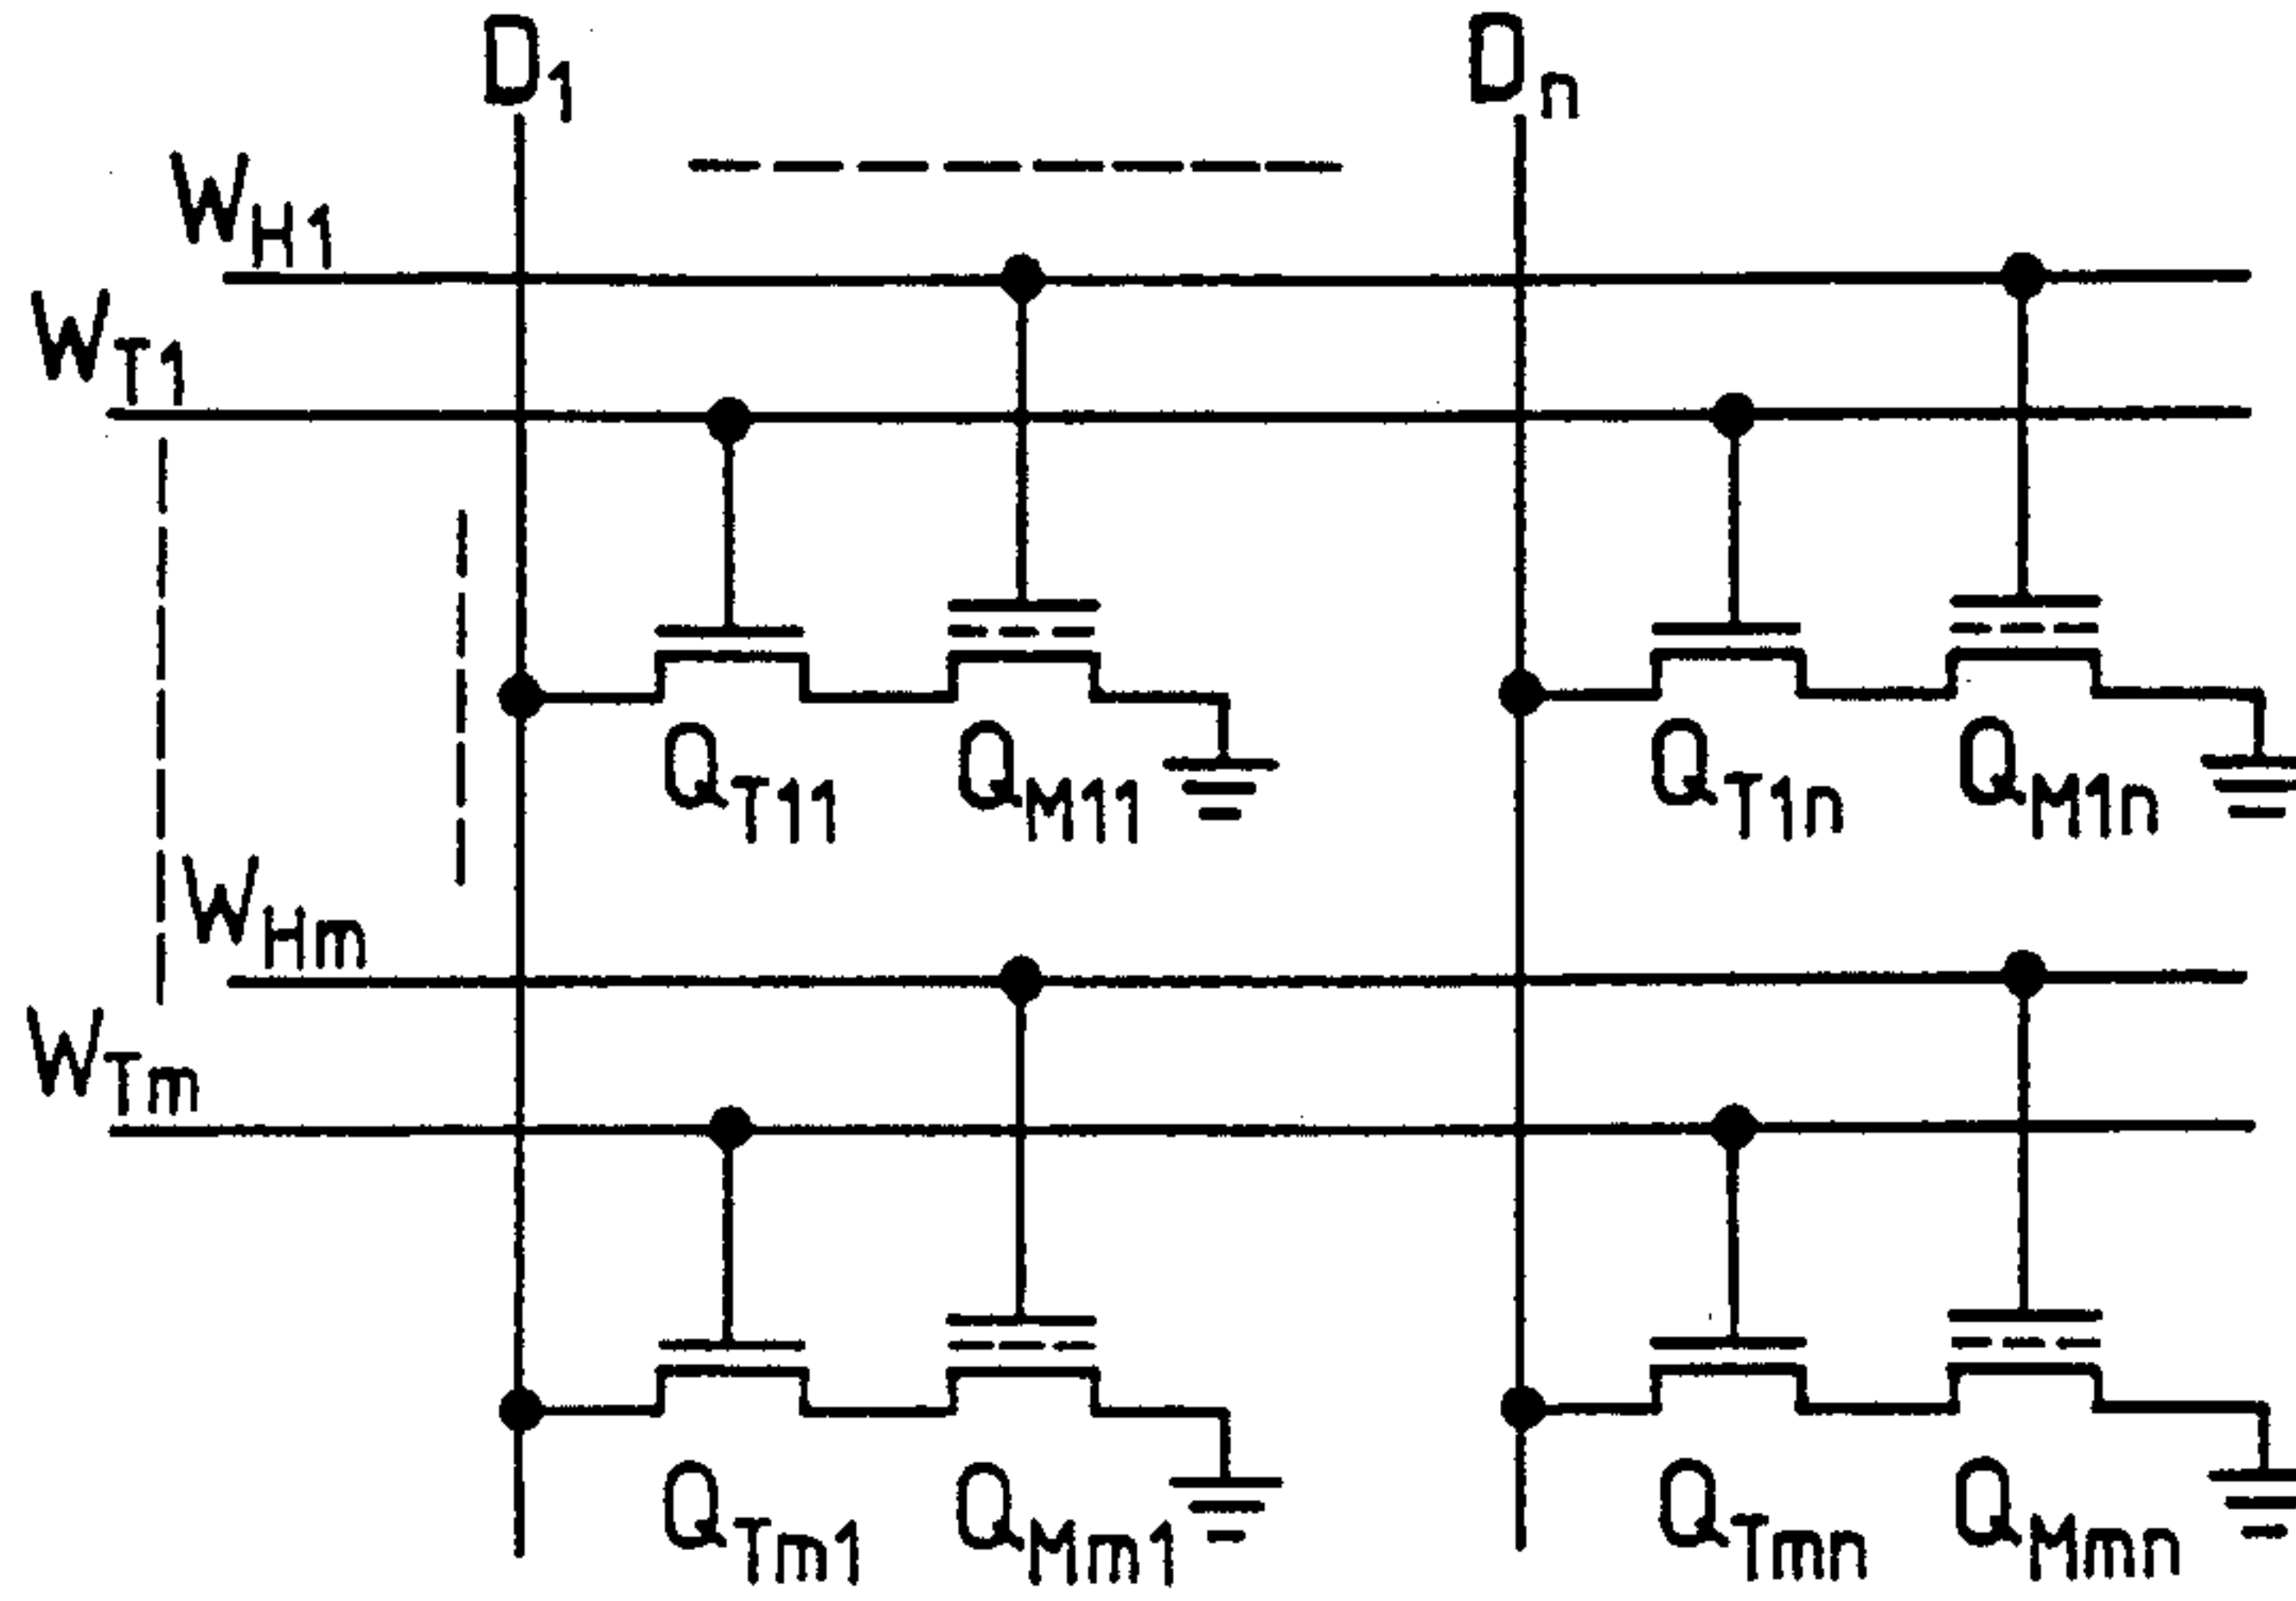 D1 Dn
WH1
WT1
QT11 QM11 QT1n QM1n
WHm
WTm
QTm1 QMm1 QTmn QMmn